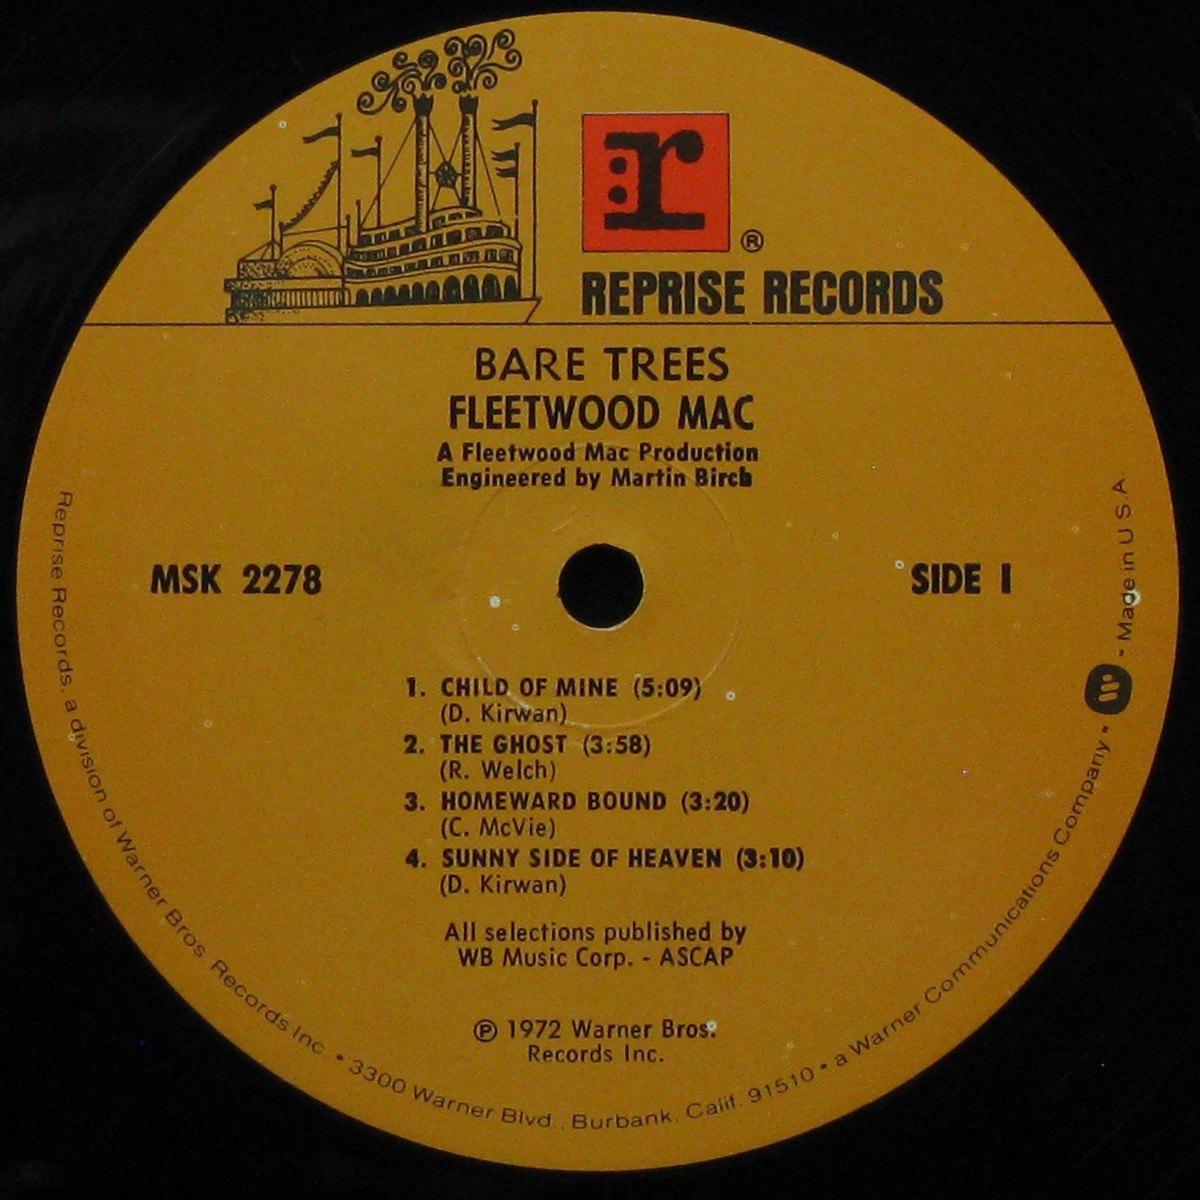 r
®
REPRISE RECORDS
BARE TREES
FLEETWOOD MAC
A Fleetwood Mac Production
Engineered by Martin Birch
MSK 2278
SIDE 1
1. CHILD OF MINE (5:09)
(D. Kirwan)
2. THE GHOST (3:58)
(R. Welch)
3. HOMEWARD BOUND (3:20)
(C. McVie)
4. SUNNY SIDE OF HEAVEN (3:10)
(D. Kirwan)
All selections published by
WB Music Corp. - ASCAP
℗ 1972 Warner Bros.
Records Inc.
Reprise Records, a division of Warner Bros. Records Inc. • 3300 Warner Blvd., Burbank, Calif. 91510 • a Warner Communications Company • W • Made in U.S.A.